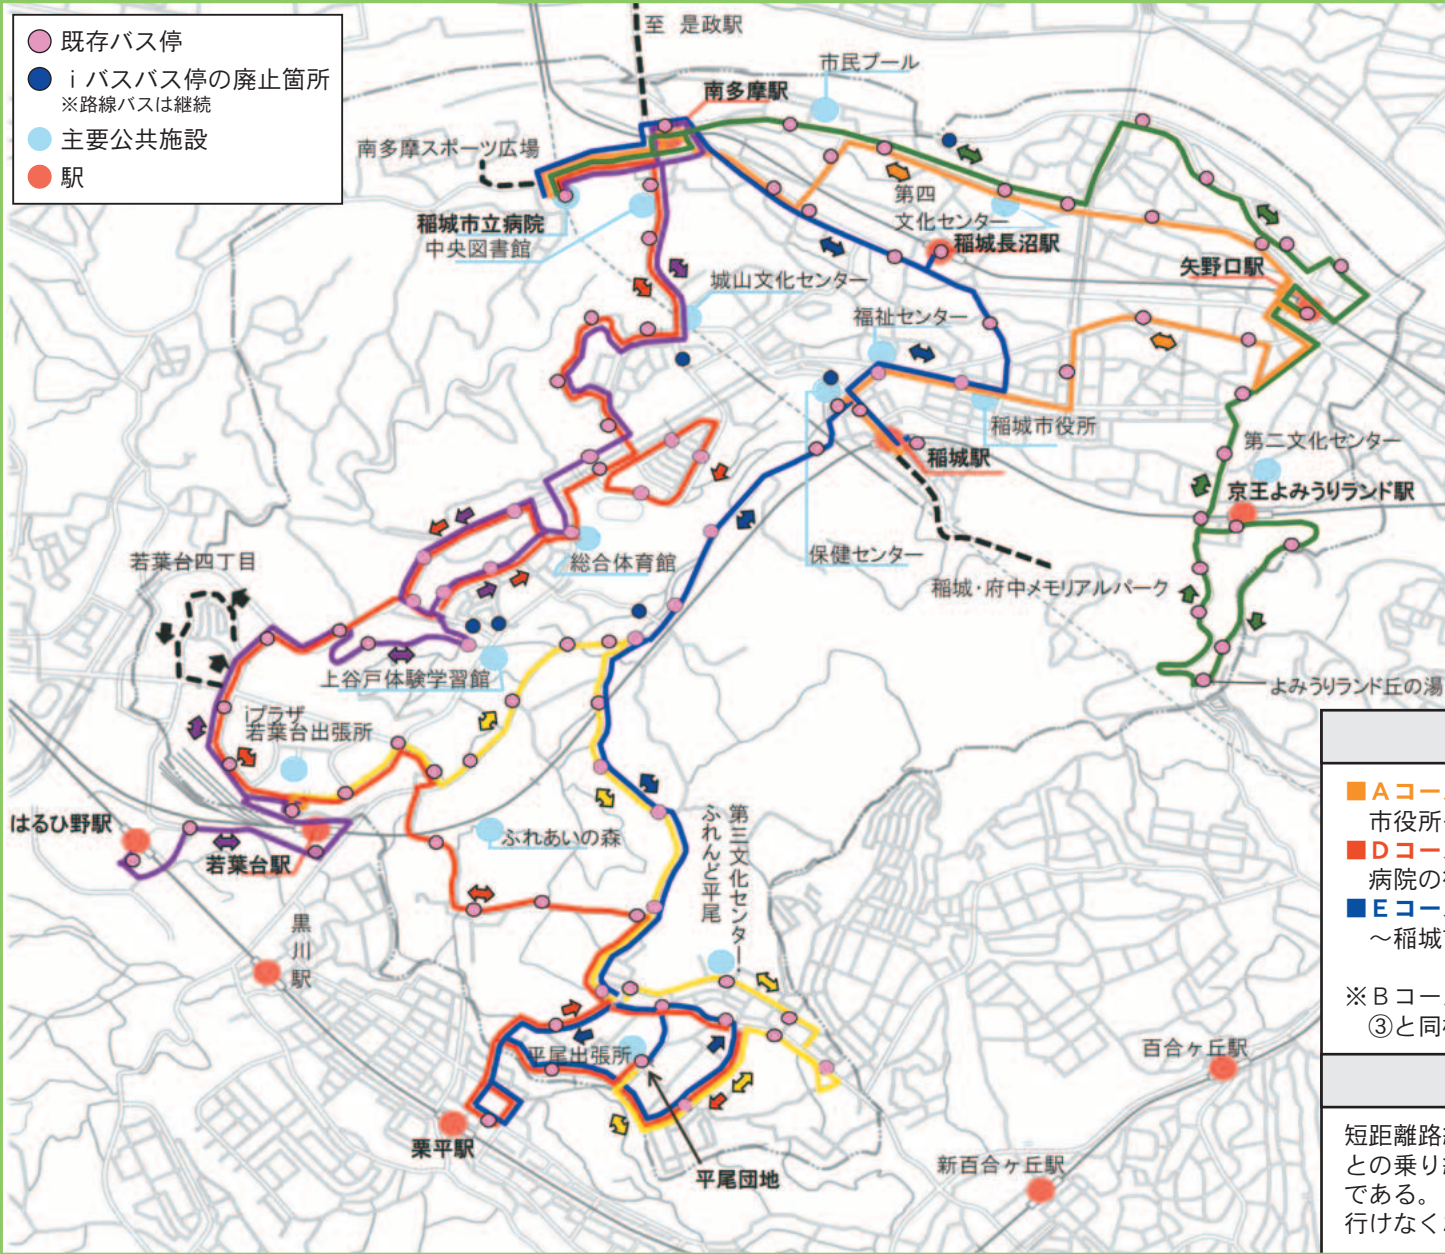 既存バス停
ｉバスバス停の廃止箇所
※路線バスは継続
主要公共施設
駅
至 是政駅
市民プール
南多摩駅
南多摩スポーツ広場
稲城市立病院
中央図書館
第四
文化センター
稲城長沼駅
矢野口駅
城山文化センター
福祉センター
稲城市役所
稲城駅
第二文化センター
京王よみうりランド駅
保健センター
総合体育館
稲城・府中メモリアルパーク
若葉台四丁目
上谷戸体験学習館
よみうりランド丘の湯
iプラザ
若葉台出張所
はるひ野駅
若葉台駅
ふれあいの森
第三文化センター
ふれんど平尾
黒川駅
平尾出張所
栗平駅
平尾団地
百合ヶ丘駅
新百合ヶ丘駅
■Ａコー
市役所
■Ｄコー
病院の
■Ｅコー
～稲城
※Ｂコー
③と同
短距離路
との乗り
である。
行けなく